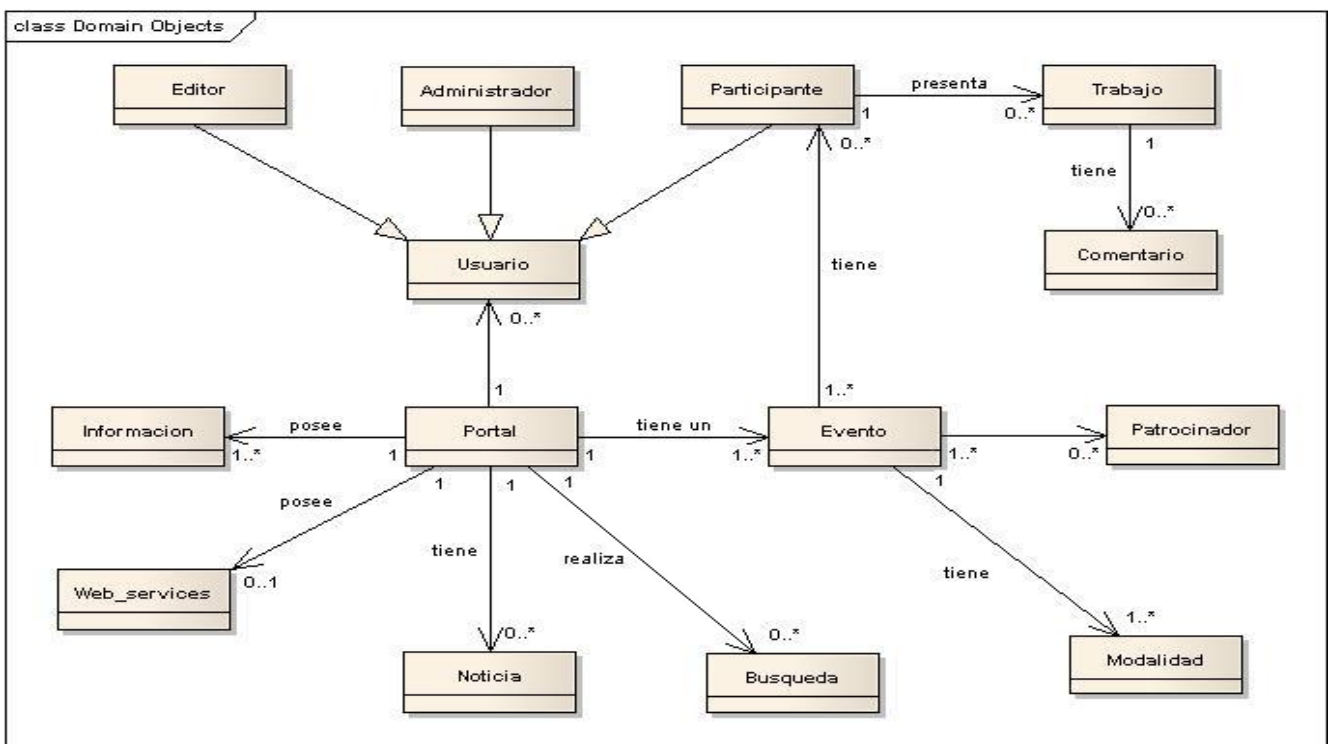 class Domain Objects
Editor
Administrador
Participante
presenta
Trabajo
1
0..*
0..*
1
tiene
0..*
Usuario
tiene
Comentario
0..*
1
1..*
Informacion
posee
Portal
tiene un
Evento
Patrocinador
1..*
1
1
1..*
1..*
0..*
1
1
1
1
posee
tiene
realiza
tiene
Web_services
0..1
0..*
0..*
1..*
Noticia
Busqueda
Modalidad